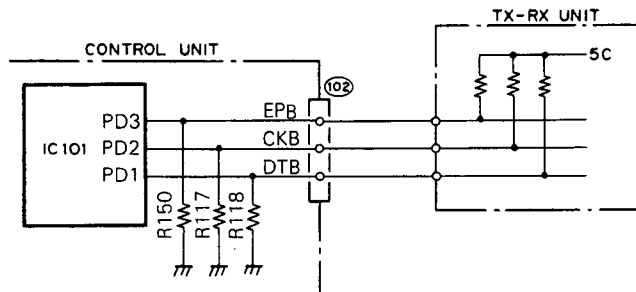 TX-RX UNIT
CONTROL UNIT
5C
102
EPB
PD3
CKB
IC101 PD2
DTB
PD1
R150
R117
R118